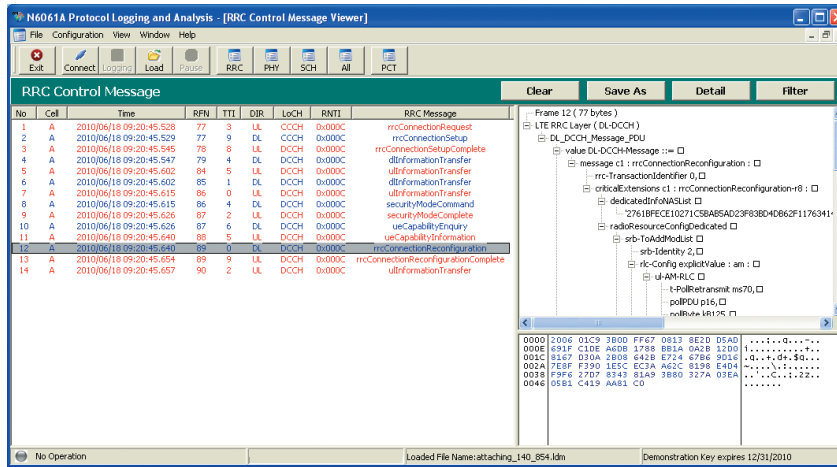 N6061A Protocol Logging and Analysis - [RRC Control Message Viewer]
File Configuration View Window Help
Exit Connect Logging Load Pause RRC PHY SCH All PCT
RRC Control Message
Clear Save As Detail Filter
No Cell Time RFN TTI DIR LoCH RNTI RRC Message
1 A 2010/06/18 09:20:45.528 77 3 UL CCCH 0x000C rrcConnectionRequest
2 A 2010/06/18 09:20:45.529 77 9 DL CCCH 0x000C rrcConnectionSetup
3 A 2010/06/18 09:20:45.545 78 8 UL DCCH 0x000C rrcConnectionSetupComplete
4 A 2010/06/18 09:20:45.547 79 4 DL DCCH 0x000C dlInformationTransfer
5 A 2010/06/18 09:20:45.602 84 5 UL DCCH 0x000C ulInformationTransfer
6 A 2010/06/18 09:20:45.602 85 1 DL DCCH 0x000C dlInformationTransfer
7 A 2010/06/18 09:20:45.615 86 0 UL DCCH 0x000C ulInformationTransfer
8 A 2010/06/18 09:20:45.615 86 4 DL DCCH 0x000C securityModeCommand
9 A 2010/06/18 09:20:45.626 87 2 UL DCCH 0x000C securityModeComplete
10 A 2010/06/18 09:20:45.626 87 6 DL DCCH 0x000C ueCapabilityEnquiry
11 A 2010/06/18 09:20:45.640 88 5 UL DCCH 0x000C ueCapabilityInformation
12 A 2010/06/18 09:20:45.640 89 0 DL DCCH 0x000C rrcConnectionReconfiguration
13 A 2010/06/18 09:20:45.654 89 9 UL DCCH 0x000C rrcConnectionReconfigurationComplete
14 A 2010/06/18 09:20:45.657 90 2 UL DCCH 0x000C ulInformationTransfer
Frame 12 ( 77 bytes )
LTE RRC Layer ( DL-DCCH )
DL_DCCH_Message_PDU
value DL-DCCH-Message ::= □
message c1 : rrcConnectionReconfiguration : □
rrc-TransactionIdentifier 0, □
criticalExtensions c1 : rrcConnectionReconfiguration-r8 : □
dedicatedInfoNASList □
'2761BFECE10271C5BAB5AD23F83BD4DB62F1176341
radioResourceConfigDedicated □
srb-ToAddModList □
srb-Identity 2, □
rlc-Config explicitValue : am : □
ul-AM-RLC □
t-PollRetransmit ms70, □
pollPDU p16, □
pollByte kB125, □
0000 2006 01C9 3B0D FF67 0813 8E2D D5AD
000E 691F C1DE A6DB 1788 BB1A 0A2B 12D0
001C 8167 D30A 2B08 642B E724 67B6 9D16
002A 7E8F F390 1E5C EC3A A62C 8198 E4D4
0038 F9F6 27D7 8343 81A9 3B80 327A 03EA
0046 05B1 C419 AA81 C0
No Operation
Loaded File Name:attaching_140_854.ldm
Demonstration Key expires 12/31/2010